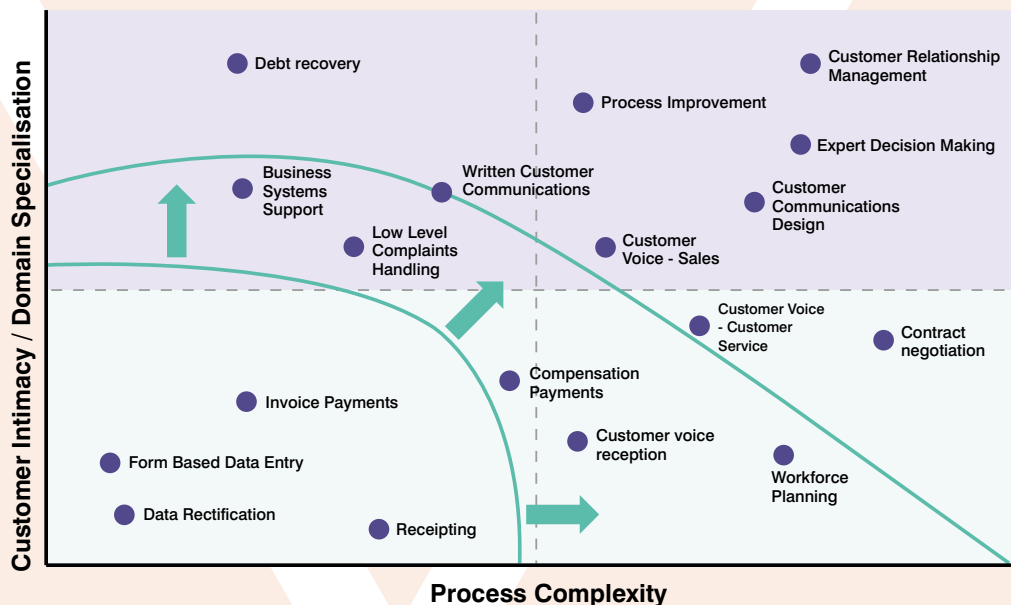 Customer Intimacy / Domain Specialisation
Debt recovery
Customer Relationship
Management
Process Improvement
Expert Decision Making
Business
Systems
Support
Written Customer
Communications
Customer
Communications
Design
Low Level
Complaints
Handling
Customer
Voice - Sales
Customer Voice
- Customer
Service
Contract
negotiation
Compensation
Payments
Invoice Payments
Customer voice
reception
Form Based Data Entry
Workforce
Planning
Data Rectification
Receipting
Process Complexity